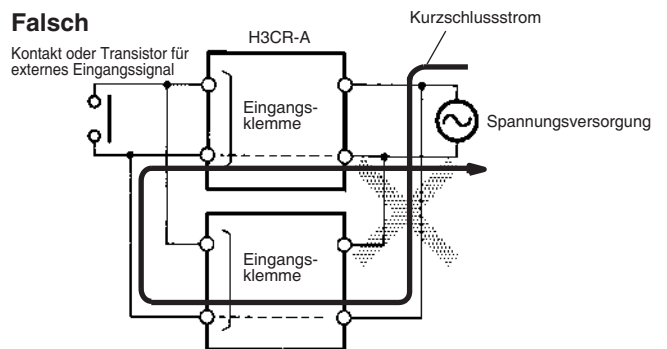 Falsch
Kurzschlussstrom
Kontakt oder Transistor für
externes Eingangssignal
H3CR-A
Eingangs-
klemme
Spannungsversorgung
Eingangs-
klemme